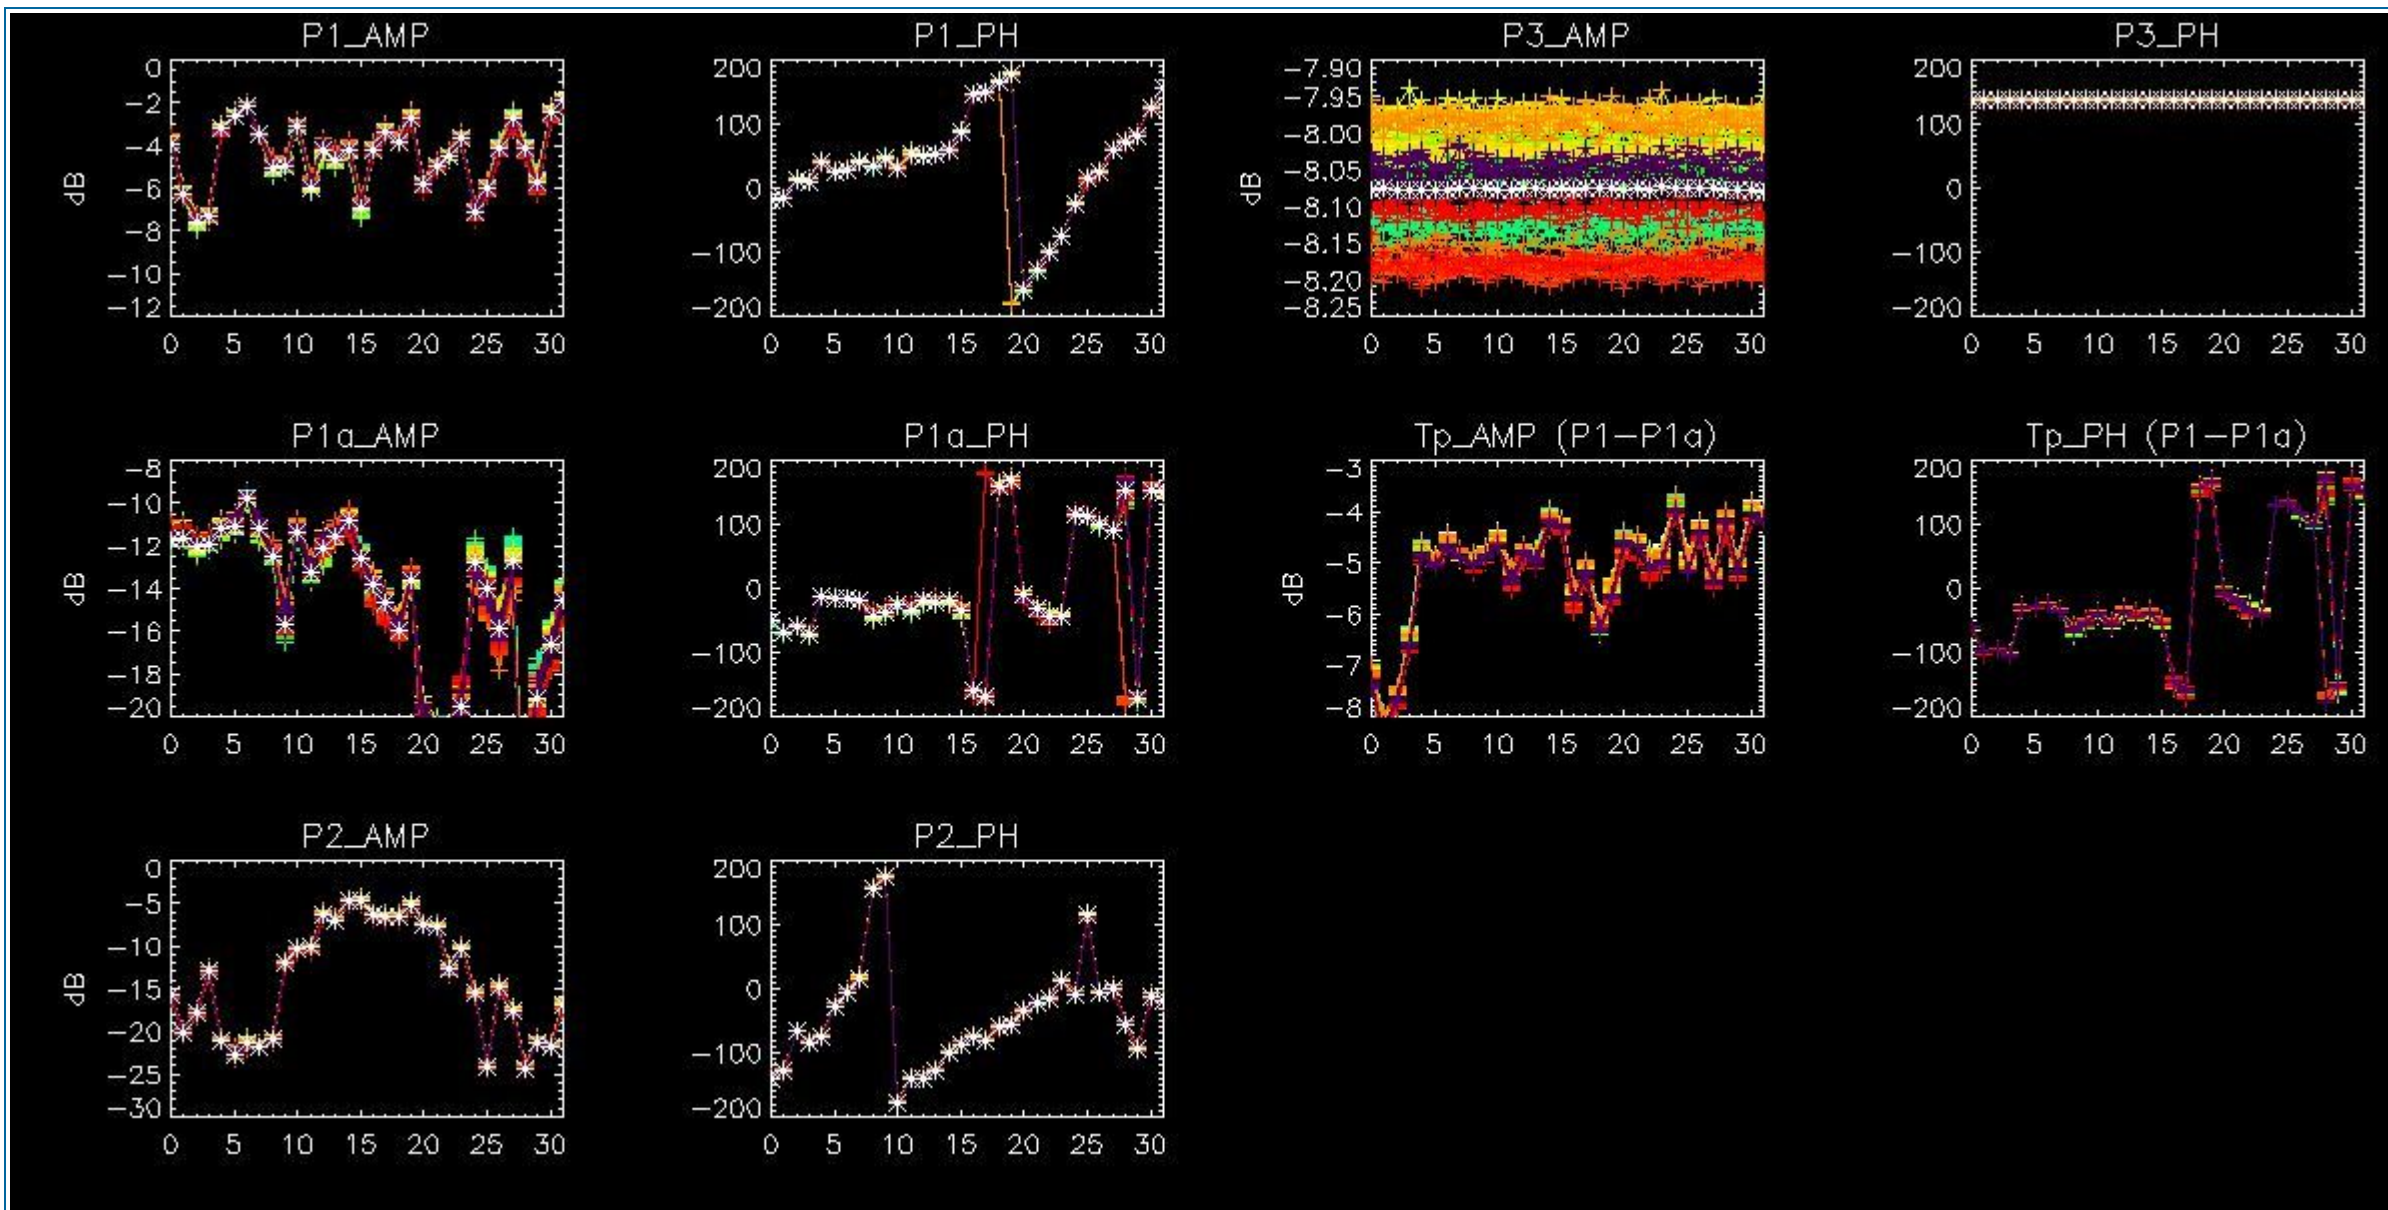 P1_AMP
0
−2
−4
−6
−8
−10
−12
dB
0 5 10 15 20 25 30
P1_PH
200
100
0
−100
−200
0 5 10 15 20 25 30
P3_AMP
−7.90
−7.95
−8.00
−8.05
−8.10
−8.15
−8.20
−8.25
dB
0 5 10 15 20 25 30
P3_PH
200
100
0
−100
−200
0 5 10 15 20 25 30
P1a_AMP
−8
−10
−12
−14
−16
−18
−20
dB
0 5 10 15 20 25 30
P1a_PH
200
100
0
−100
−200
0 5 10 15 20 25 30
Tp_AMP (P1−P1a)
−3
−4
−5
−6
−7
−8
dB
0 5 10 15 20 25 30
Tp_PH (P1−P1a)
200
100
0
−100
−200
0 5 10 15 20 25 30
P2_AMP
0
−5
−10
−15
−20
−25
−30
dB
0 5 10 15 20 25 30
P2_PH
200
100
0
−100
−200
0 5 10 15 20 25 30